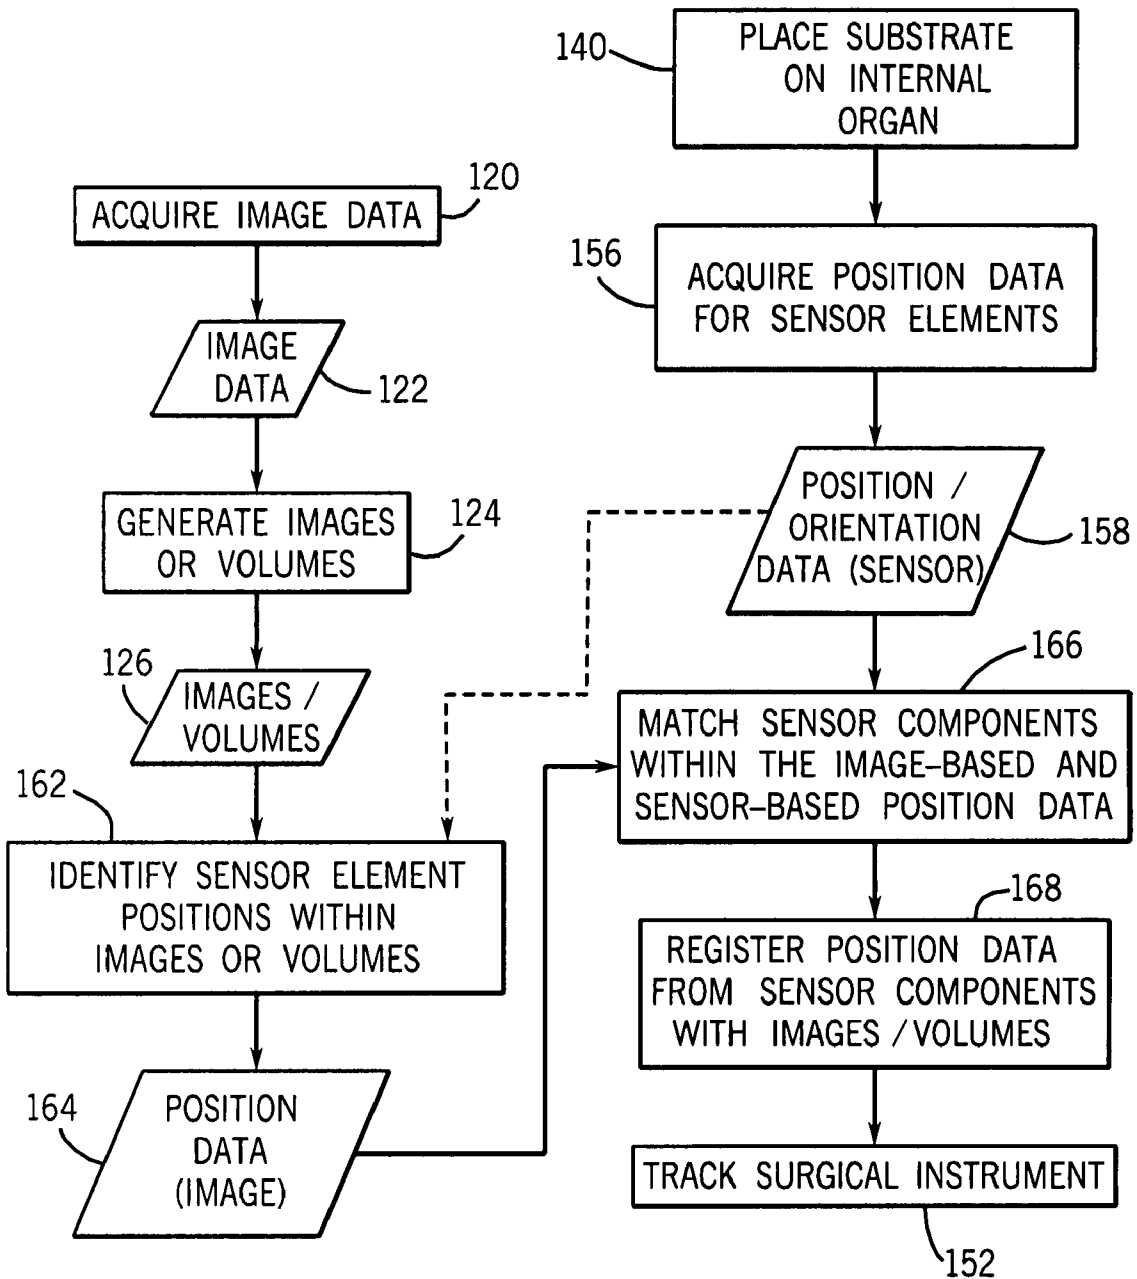 120
ACQUIRE IMAGE DATA
IMAGE
DATA
122
GENERATE IMAGES
OR VOLUMES
124
126
IMAGES /
VOLUMES
162
IDENTIFY SENSOR ELEMENT
POSITIONS WITHIN
IMAGES OR VOLUMES
164
POSITION
DATA
(IMAGE)
140
PLACE SUBSTRATE
ON INTERNAL
ORGAN
156
ACQUIRE POSITION DATA
FOR SENSOR ELEMENTS
POSITION /
ORIENTATION
DATA (SENSOR)
158
166
MATCH SENSOR COMPONENTS
WITHIN THE IMAGE-BASED AND
SENSOR-BASED POSITION DATA
168
REGISTER POSITION DATA
FROM SENSOR COMPONENTS
WITH IMAGES / VOLUMES
TRACK SURGICAL INSTRUMENT
152